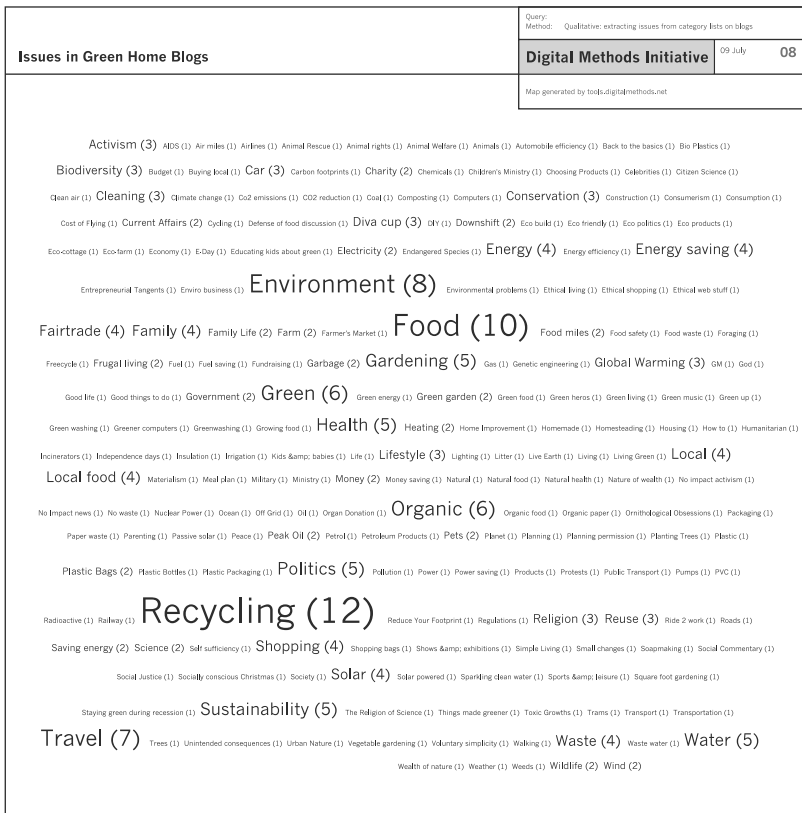 Query:
Method: Qualitative: extracting issues from category lists on blogs
Issues in Green Home Blogs
Digital Methods Initiative
09 July 08
Map generated by tools.digitalmethods.net
Activism (3) AIDS (1) Air miles (1) Airlines (1) Animal Rescue (1) Animal rights (1) Animal Welfare (1) Animals (1) Automobile efficiency (1) Back to the basics (1) Bio Plastics (1)
Biodiversity (3) Budget (1) Buying local (1) Car (3) Carbon footprints (1) Charity (2) Chemicals (1) Children's Ministry (1) Choosing Products (1) Celebrities (1) Citizen Science (1)
Clean air (1) Cleaning (3) Climate change (1) Co2 emissions (1) CO2 reduction (1) Coal (1) Composting (1) Computers (1) Conservation (3) Construction (1) Consumerism (1) Consumption (1)
Cost of Flying (1) Current Affairs (2) Cycling (1) Defense of food discussion (1) Diva cup (3) DIY (1) Downshift (2) Eco build (1) Eco friendly (1) Eco politics (1) Eco products (1)
Eco-cottage (1) Eco-farm (1) Economy (1) E-Day (1) Educating kids about green (1) Electricity (2) Endangered Species (1) Energy (4) Energy efficiency (1) Energy saving (4)
Entrepreneurial Tangents (1) Enviro business (1) Environment (8) Environmental problems (1) Ethical living (1) Ethical shopping (1) Ethical web stuff (1)
Fairtrade (4) Family (4) Family Life (2) Farm (2) Farmer's Market (1) Food (10) Food miles (2) Food safety (1) Food waste (1) Foraging (1)
Freecycle (1) Frugal living (2) Fuel (1) Fuel saving (1) Fundraising (1) Garbage (2) Gardening (5) Gas (1) Genetic engineering (1) Global Warming (3) GM (1) God (1)
Good life (1) Good things to do (1) Government (2) Green (6) Green energy (1) Green garden (2) Green food (1) Green heros (1) Green living (1) Green music (1) Green up (1)
Green washing (1) Greener computers (1) Greenwashing (1) Growing food (1) Health (5) Heating (2) Home Improvement (1) Homemade (1) Homesteading (1) Housing (1) How to (1) Humanitarian (1)
Incinerators (1) Independence days (1) Insulation (1) Irrigation (1) Kids &amp; babies (1) Life (1) Lifestyle (3) Lighting (1) Litter (1) Live Earth (1) Living (1) Living Green (1) Local (4)
Local food (4) Materialism (1) Meal plan (1) Military (1) Ministry (1) Money (2) Money saving (1) Natural (1) Natural food (1) Natural health (1) Nature of wealth (1) No impact activism (1)
No Impact news (1) No waste (1) Nuclear Power (1) Ocean (1) Off Grid (1) Oil (1) Organ Donation (1) Organic (6) Organic food (1) Organic paper (1) Ornithological Obsessions (1) Packaging (1)
Paper waste (1) Parenting (1) Passive solar (1) Peace (1) Peak Oil (2) Petrol (1) Petroleum Products (1) Pets (2) Planet (1) Planning (1) Planning permission (1) Planting Trees (1) Plastic (1)
Plastic Bags (2) Plastic Bottles (1) Plastic Packaging (1) Politics (5) Pollution (1) Power (1) Power saving (1) Products (1) Protests (1) Public Transport (1) Pumps (1) PVC (1)
Radioactive (1) Railway (1) Recycling (12) Reduce Your Footprint (1) Regulations (1) Religion (3) Reuse (3) Ride 2 work (1) Roads (1)
Saving energy (2) Science (2) Self sufficiency (1) Shopping (4) Shopping bags (1) Shows &amp; exhibitions (1) Simple Living (1) Small changes (1) Soapmaking (1) Social Commentary (1)
Social Justice (1) Socially conscious Christmas (1) Society (1) Solar (4) Solar powered (1) Sparkling clean water (1) Sports &amp; leisure (1) Square foot gardening (1)
Staying green during recession (1) Sustainability (5) The Religion of Science (1) Things made greener (1) Toxic Growths (1) Trams (1) Transport (1) Transportation (1)
Travel (7) Trees (1) Unintended consequences (1) Urban Nature (1) Vegetable gardening (1) Voluntary simplicity (1) Walking (1) Waste (4) Waste water (1) Water (5)
Wealth of nature (1) Weather (1) Weeds (1) Wildlife (2) Wind (2)